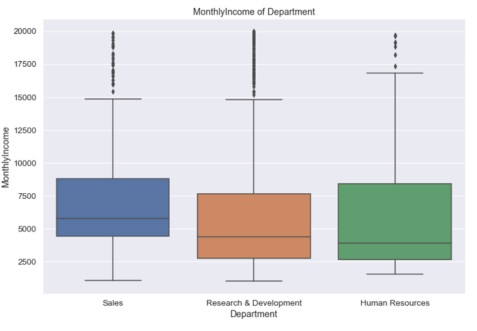 MonthlyIncome of Department
MonthlyIncome
20000
17500
15000
12500
10000
7500
5000
2500
Sales
Research & Development
Human Resources
Department